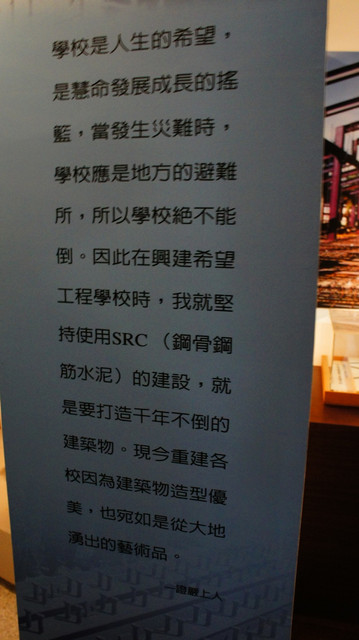 學校是人生的希望，
是慧命發展成長的搖
籃，當發生災難時，
學校應是地方的避難
所，所以學校絕不能
倒。因此在興建希望
工程學校時，我就堅
持使用SRC（鋼骨鋼
筋水泥）的建設，就
是要打造千年不倒的
建築物。現今重建各
校因為建築物造型優
美，也宛如是從大地
湧出的藝術品。
—證嚴上人